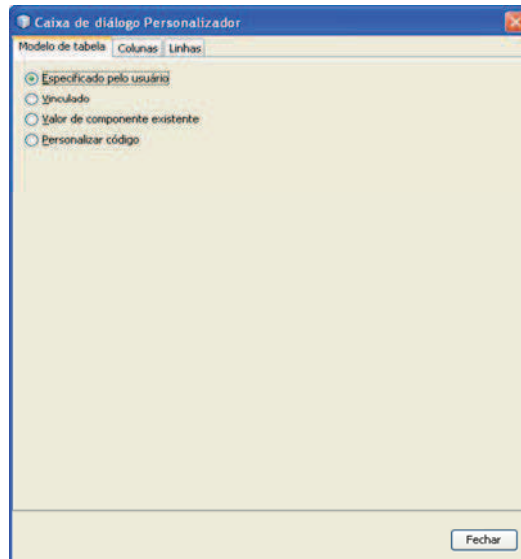 Caixa de diálogo Personalizador
Modelo de tabela Colunas Linhas
Especificado pelo usuário
Vinculado
Valor de componente existente
Personalizar código
Fechar